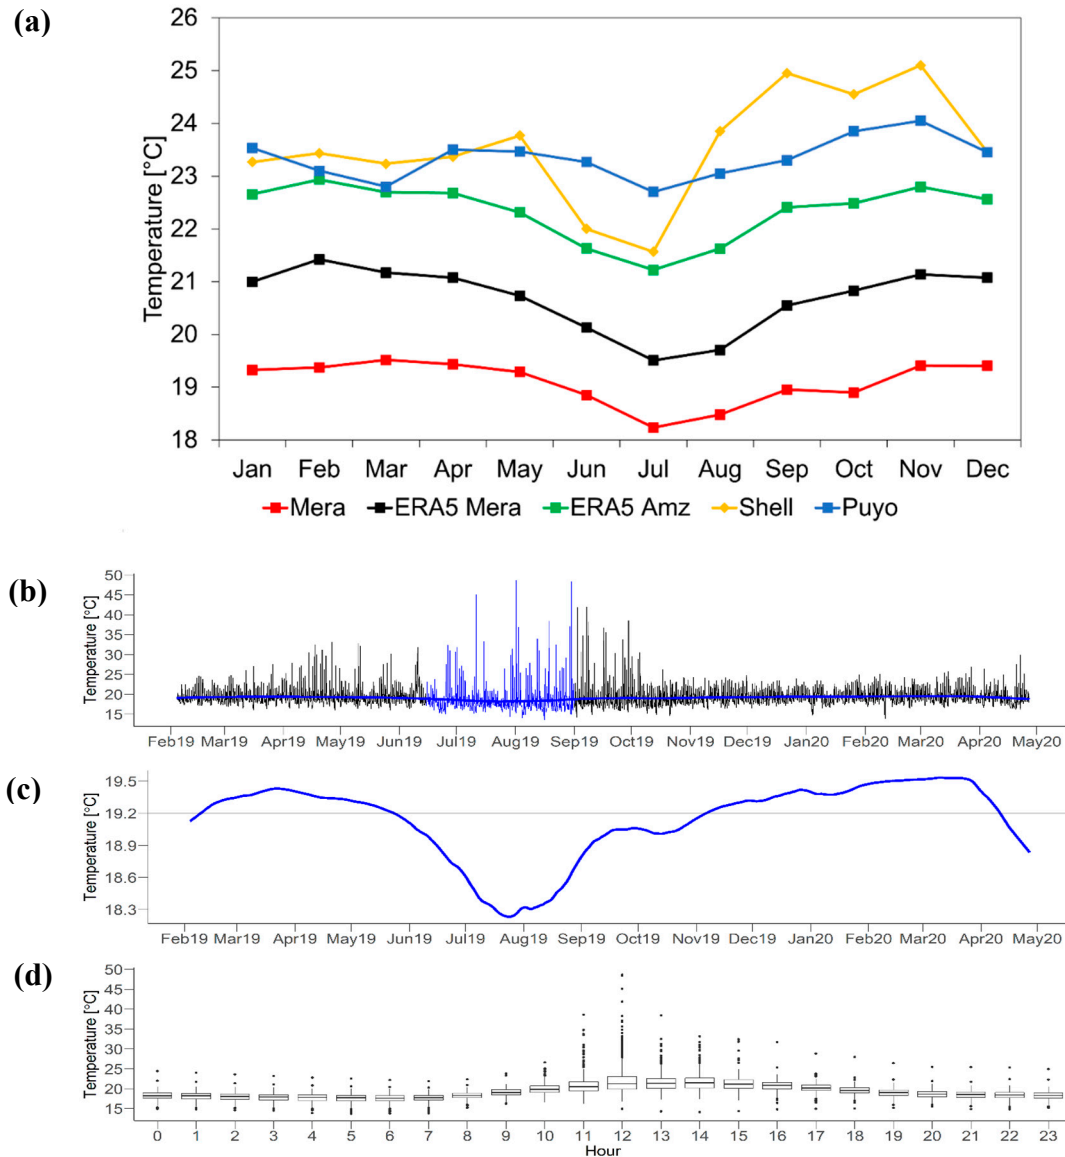 (a)
Temperature [°C]
26
25
24
23
22
21
20
19
18
Jan Feb Mar Apr May Jun Jul Aug Sep Oct Nov Dec
Mera ERA5 Mera ERA5 Amz Shell Puyo
(b)
Temperature [°C]
50
45
40
35
30
25
20
15
Feb19 Mar19 Apr19 May19 Jun19 Jul19 Aug19 Sep19 Oct19 Nov19 Dec19 Jan20 Feb20 Mar20 Apr20 May20
(c)
Temperature [°C]
19.5
19.2
18.9
18.6
18.3
Feb19 Mar19 Apr19 May19 Jun19 Jul19 Aug19 Sep19 Oct19 Nov19 Dec19 Jan20 Feb20 Mar20 Apr20 May20
(d)
Temperature [°C]
50
45
40
35
30
25
20
15
0 1 2 3 4 5 6 7 8 9 10 11 12 13 14 15 16 17 18 19 20 21 22 23
Hour